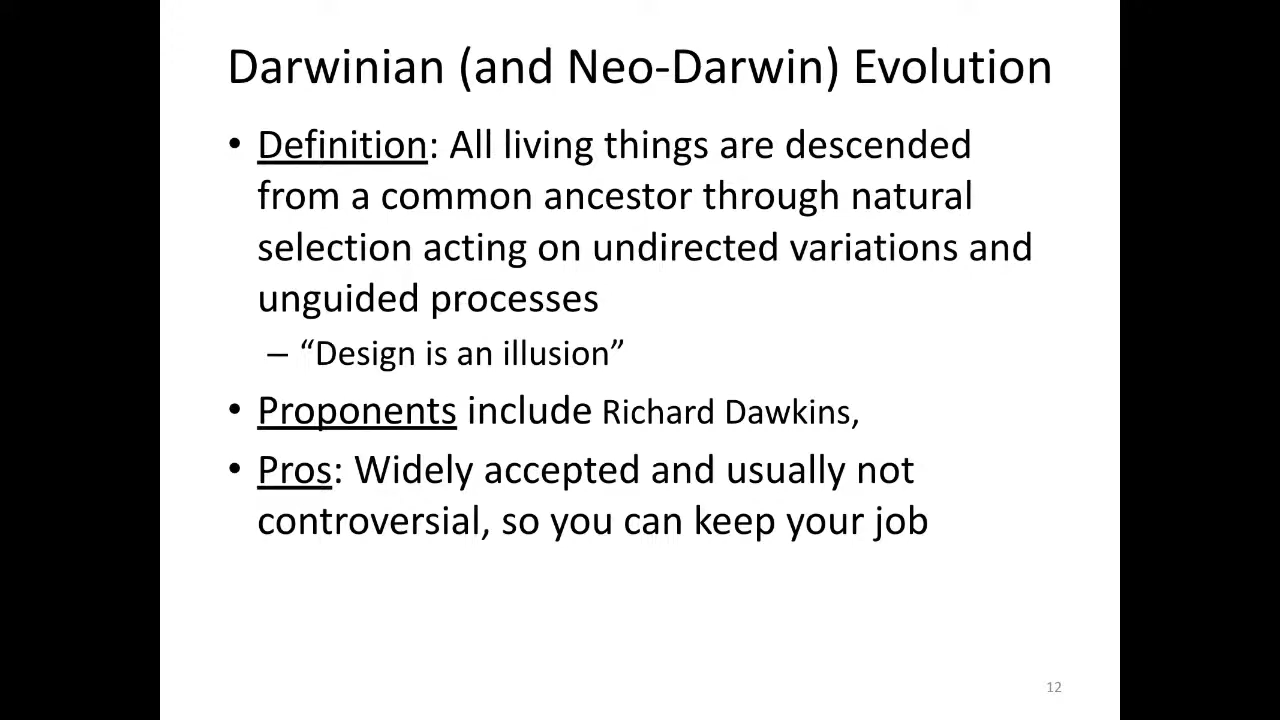 Darwinian (and Neo-Darwin) Evolution
• Definition: All living things are descended
from a common ancestor through natural
selection acting on undirected variations and
unguided processes
– “Design is an illusion”
• Proponents include Richard Dawkins,
• Pros: Widely accepted and usually not
controversial, so you can keep your job
12